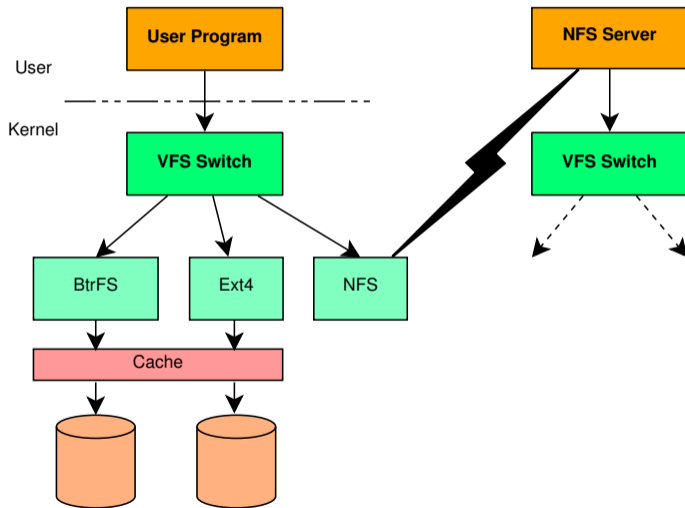 User Program
NFS Server
User
Kernel
VFS Switch
VFS Switch
BtrFS
Ext4
NFS
Cache